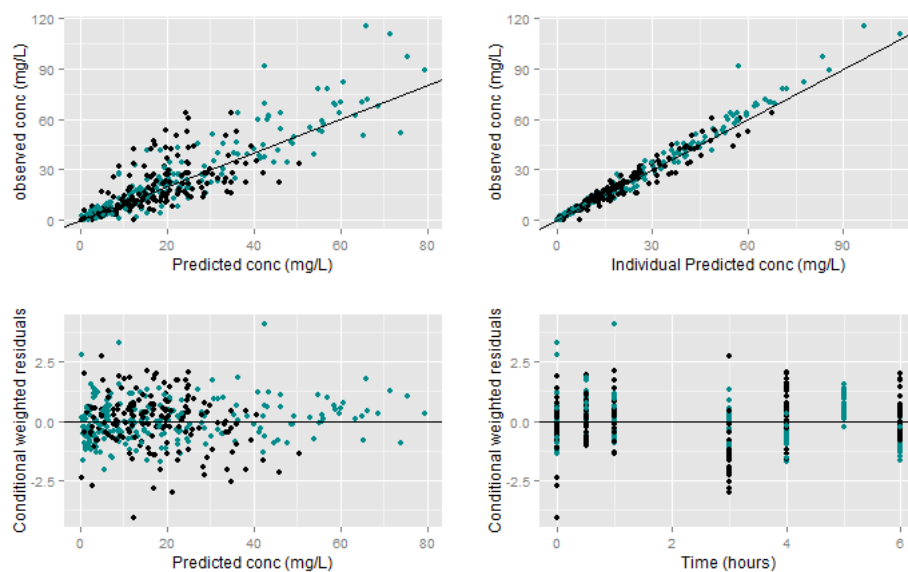 observed conc (mg/L)
120
90
60
30
0
0 20 40 60 80
Predicted conc (mg/L)
observed conc (mg/L)
120
90
60
30
0
0 30 60 90
Individual Predicted conc (mg/L)
Conditional weighted residuals
2.5
0.0
-2.5
0 20 40 60 80
Predicted conc (mg/L)
Conditional weighted residuals
2.5
0.0
-2.5
0 2 4 6
Time (hours)